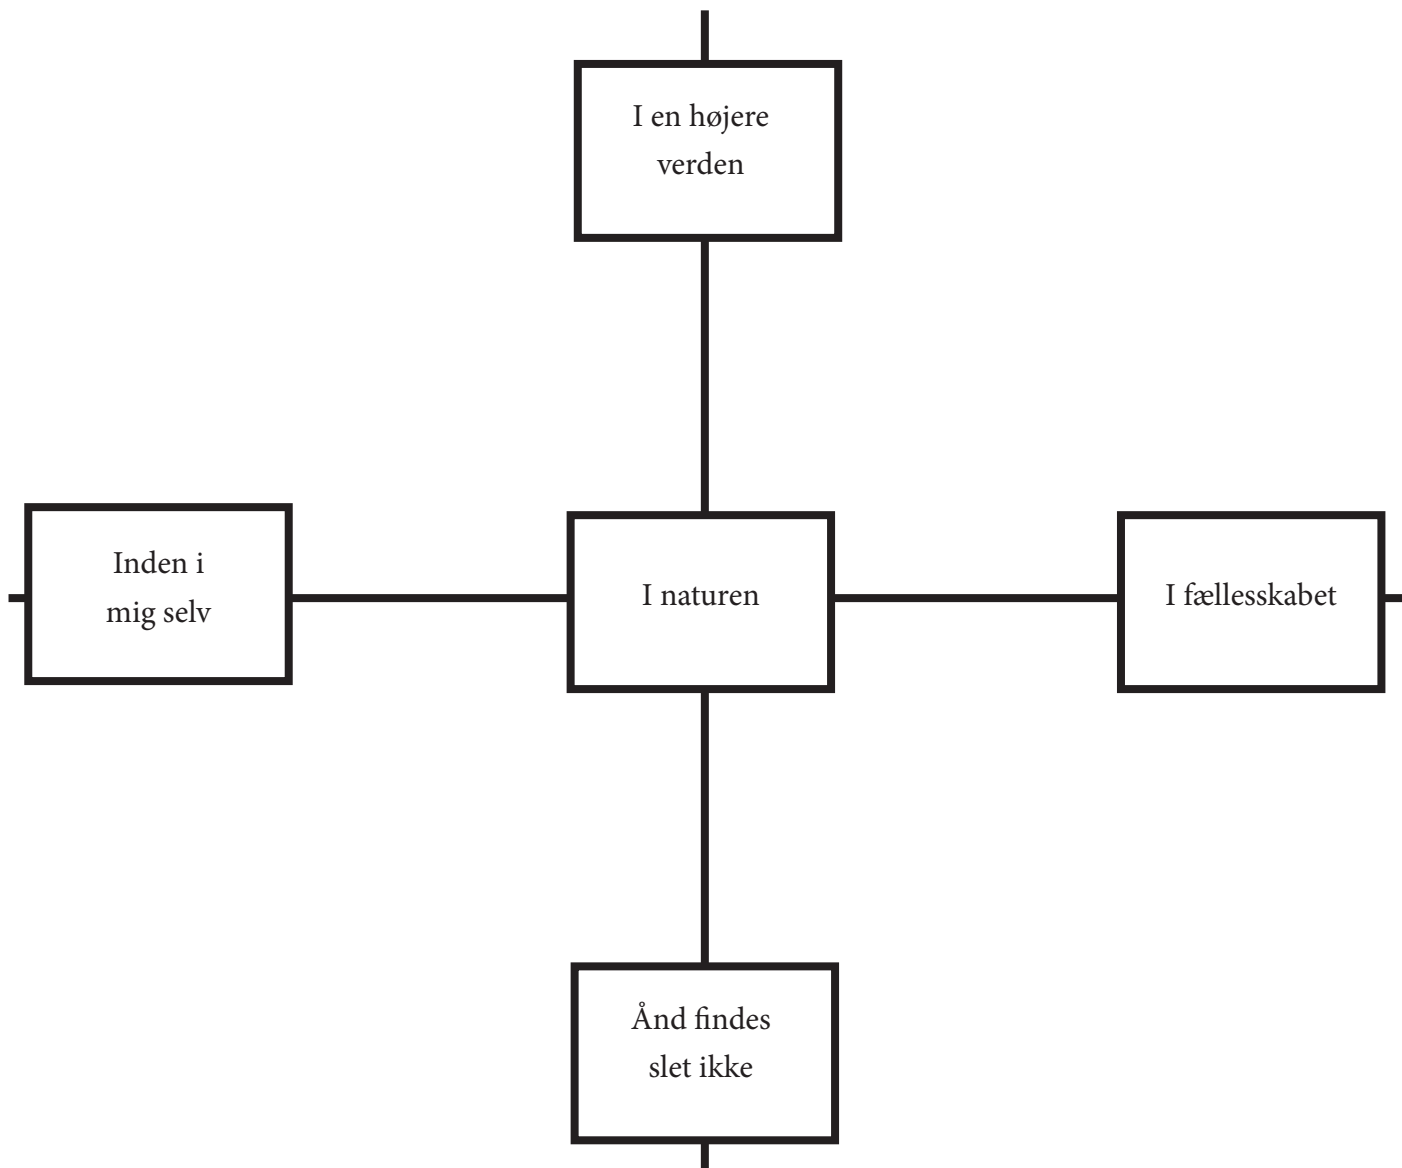 I en højere
verden
Inden i
mig selv
I naturen
I fællesskabet
Ånd findes
slet ikke